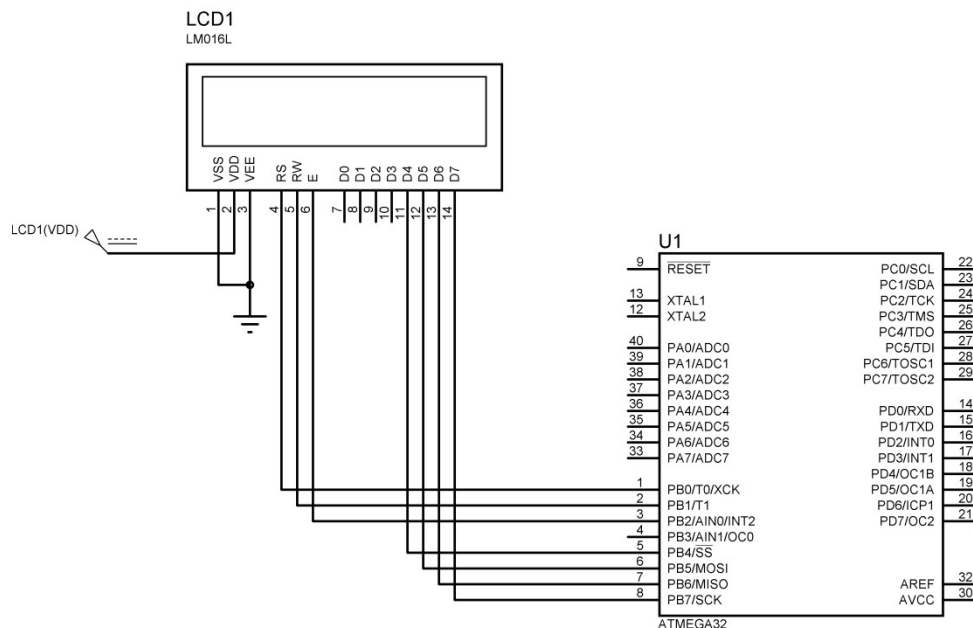 LCD1
LM016L
VSS VDD VEE RS RW E D0 D1 D2 D3 D4 D5 D6 D7
1 2 3 4 5 6 7 8 9 10 11 12 13 14
LCD1(VDD)
U1
9 RESET PC0/SCL 22
PC1/SDA 23
13 XTAL1 PC2/TCK 24
12 XTAL2 PC3/TMS 25
PC4/TDO 26
40 PA0/ADC0 PC5/TDI 27
39 PA1/ADC1 PC6/TOSC1 28
38 PA2/ADC2 PC7/TOSC2 29
37 PA3/ADC3
36 PA4/ADC4 PD0/RXD 14
35 PA5/ADC5 PD1/TXD 15
34 PA6/ADC6 PD2/INT0 16
33 PA7/ADC7 PD3/INT1 17
PD4/OC1B 18
1 PB0/T0/XCK PD5/OC1A 19
2 PB1/T1 PD6/ICP1 20
3 PB2/AIN0/INT2 PD7/OC2 21
4 PB3/AIN1/OC0
5 PB4/SS
6 PB5/MOSI
7 PB6/MISO AREF 32
8 PB7/SCK AVCC 30
ATMEGA32